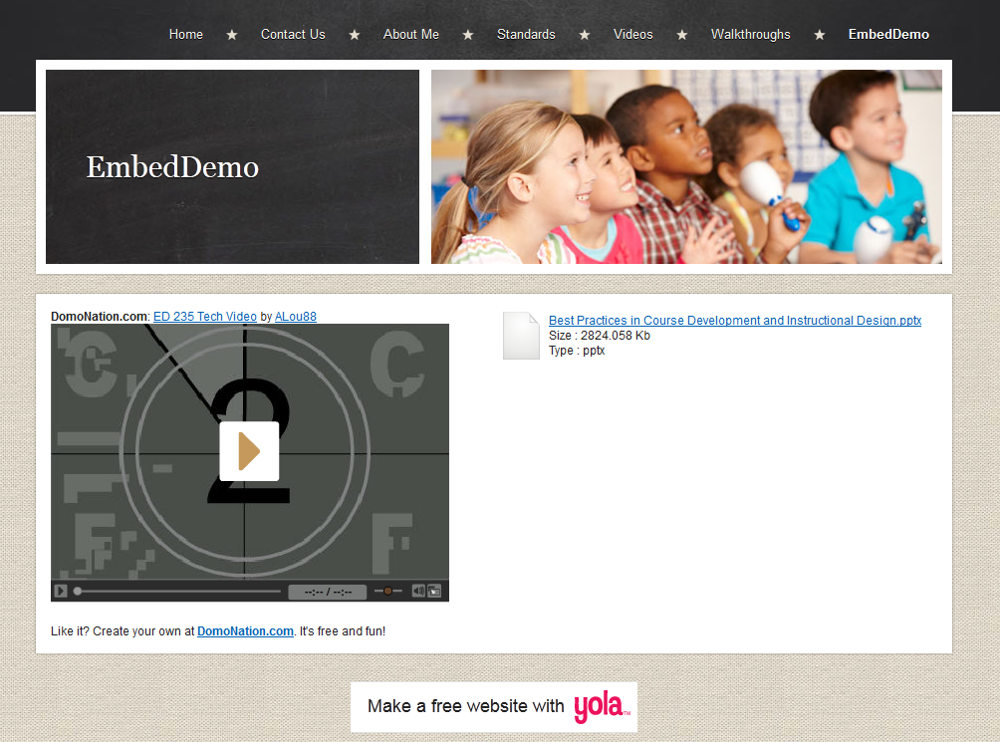 Home ★ Contact Us ★ About Me ★ Standards ★ Videos ★ Walkthroughs ★ EmbedDemo
EmbedDemo
DomoNation.com: ED 235 Tech Video by ALou88
C C
2
F F
--:-- / --:--
Best Practices in Course Development and Instructional Design.pptx
Size : 2824.058 Kb
Type : pptx
Like it? Create your own at DomoNation.com. It's free and fun!
Make a free website with yola™